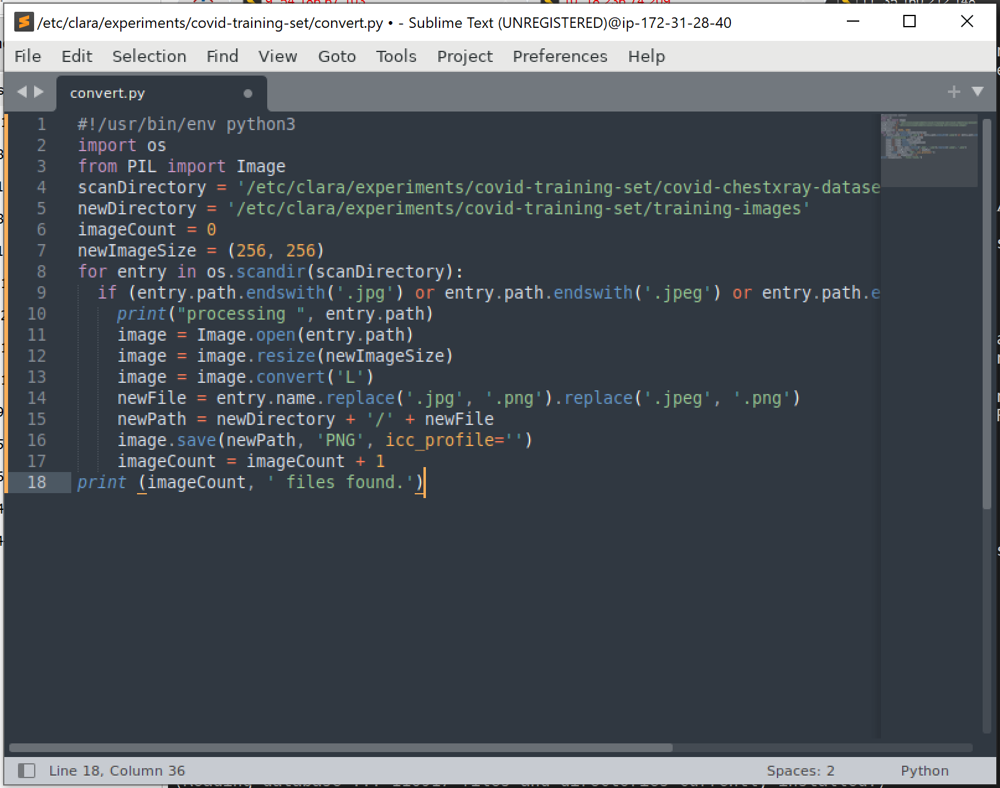 /etc/clara/experiments/covid-training-set/convert.py • - Sublime Text (UNREGISTERED)@ip-172-31-28-40
File Edit Selection Find View Goto Tools Project Preferences Help
convert.py
1 #!/usr/bin/env python3
2 import os
3 from PIL import Image
4 scanDirectory = '/etc/clara/experiments/covid-training-set/covid-chestxray-datase
5 newDirectory = '/etc/clara/experiments/covid-training-set/training-images'
6 imageCount = 0
7 newImageSize = (256, 256)
8 for entry in os.scandir(scanDirectory):
9 if (entry.path.endswith('.jpg') or entry.path.endswith('.jpeg') or entry.path.e
10 print("processing ", entry.path)
11 image = Image.open(entry.path)
12 image = image.resize(newImageSize)
13 image = image.convert('L')
14 newFile = entry.name.replace('.jpg', '.png').replace('.jpeg', '.png')
15 newPath = newDirectory + '/' + newFile
16 image.save(newPath, 'PNG', icc_profile='')
17 imageCount = imageCount + 1
18 print (imageCount, ' files found.')
Line 18, Column 36 Spaces: 2 Python